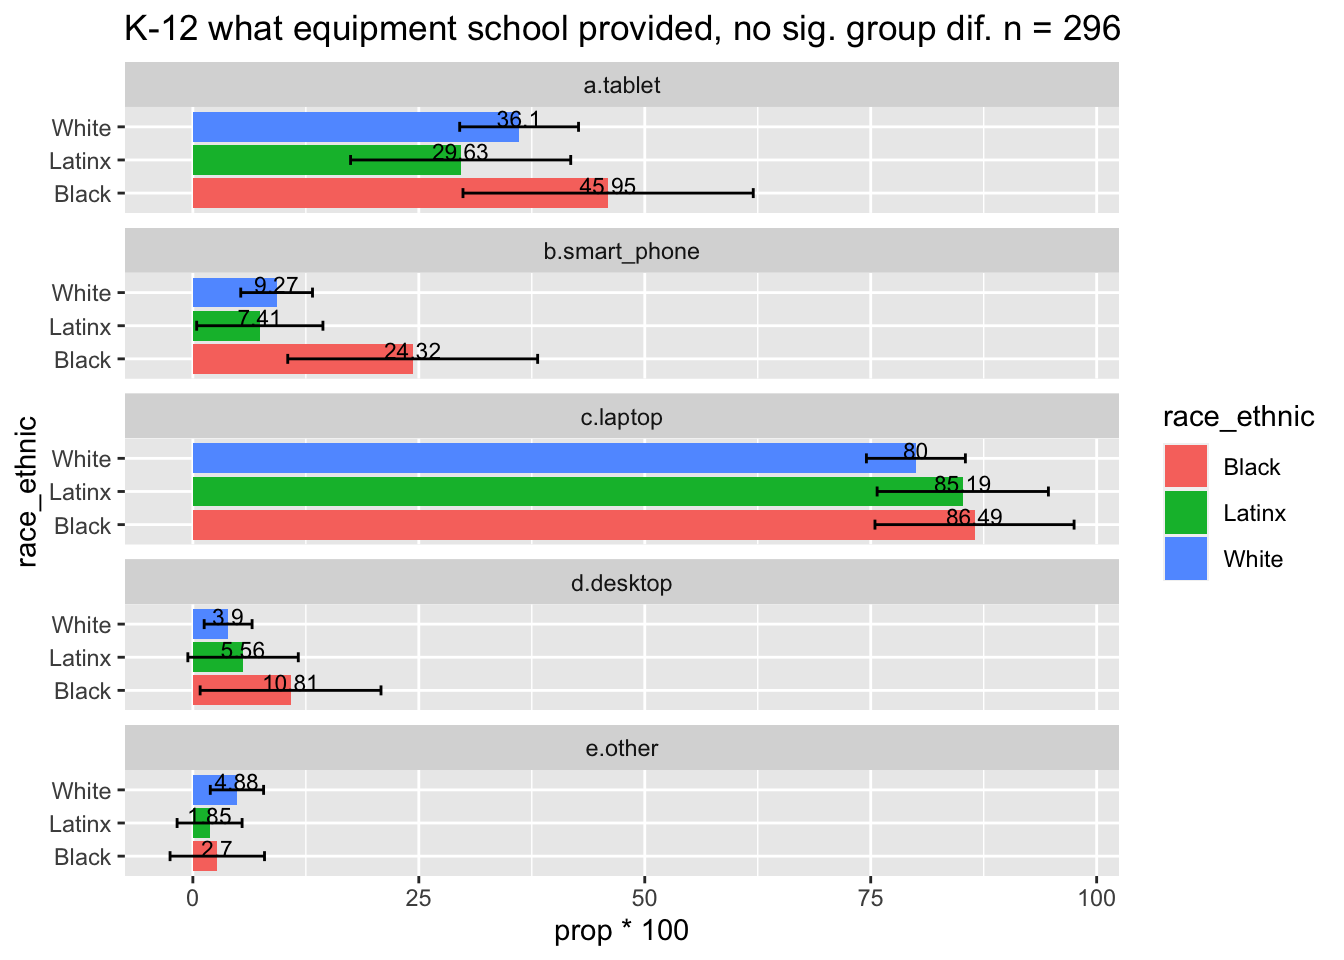 K-12 what equipment school provided, no sig. group dif. n = 296
a.tablet
White
36.1
Latinx
29.63
Black
45.95
b.smart_phone
White
9.27
Latinx
7.41
Black
24.32
c.laptop
White
80
Latinx
85.19
Black
86.49
d.desktop
White
3.9
Latinx
5.56
Black
10.81
e.other
White
4.88
Latinx
1.85
Black
2.7
0 25 50 75 100
prop * 100
race_ethnic
race_ethnic
Black
Latinx
White